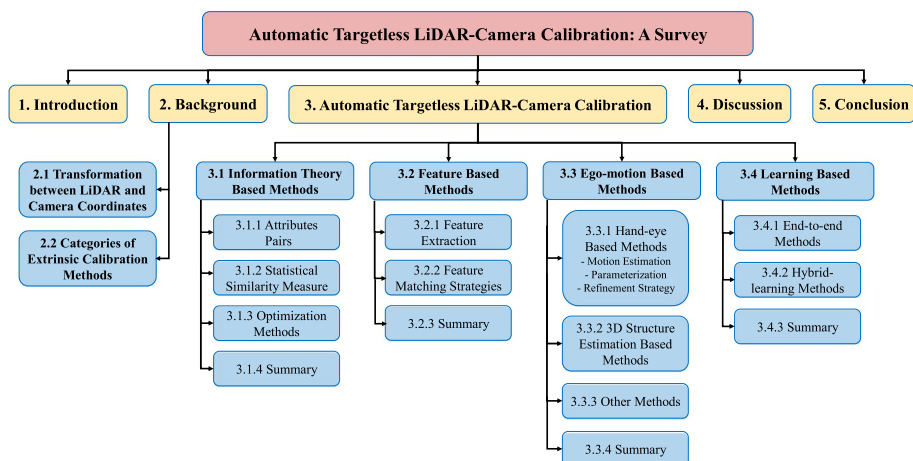 Automatic Targetless LiDAR-Camera Calibration: A Survey
1. Introduction
2. Background
3. Automatic Targetless LiDAR-Camera Calibration
4. Discussion
5. Conclusion
2.1 Transformation
between LiDAR and
Camera Coordinates
2.2 Categories of
Extrinsic Calibration
Methods
3.1 Information Theory
Based Methods
3.1.1 Attributes
Pairs
3.1.2 Statistical
Similarity Measure
3.1.3 Optimization
Methods
3.1.4 Summary
3.2 Feature Based
Methods
3.2.1 Feature
Extraction
3.2.2 Feature
Matching Strategies
3.2.3 Summary
3.3 Ego-motion Based
Methods
3.3.1 Hand-eye
Based Methods
- Motion Estimation
- Parameterization
- Refinement Strategy
3.3.2 3D Structure
Estimation Based
Methods
3.3.3 Other Methods
3.3.4 Summary
3.4 Learning Based
Methods
3.4.1 End-to-end
Methods
3.4.2 Hybrid-
learning Methods
3.4.3 Summary